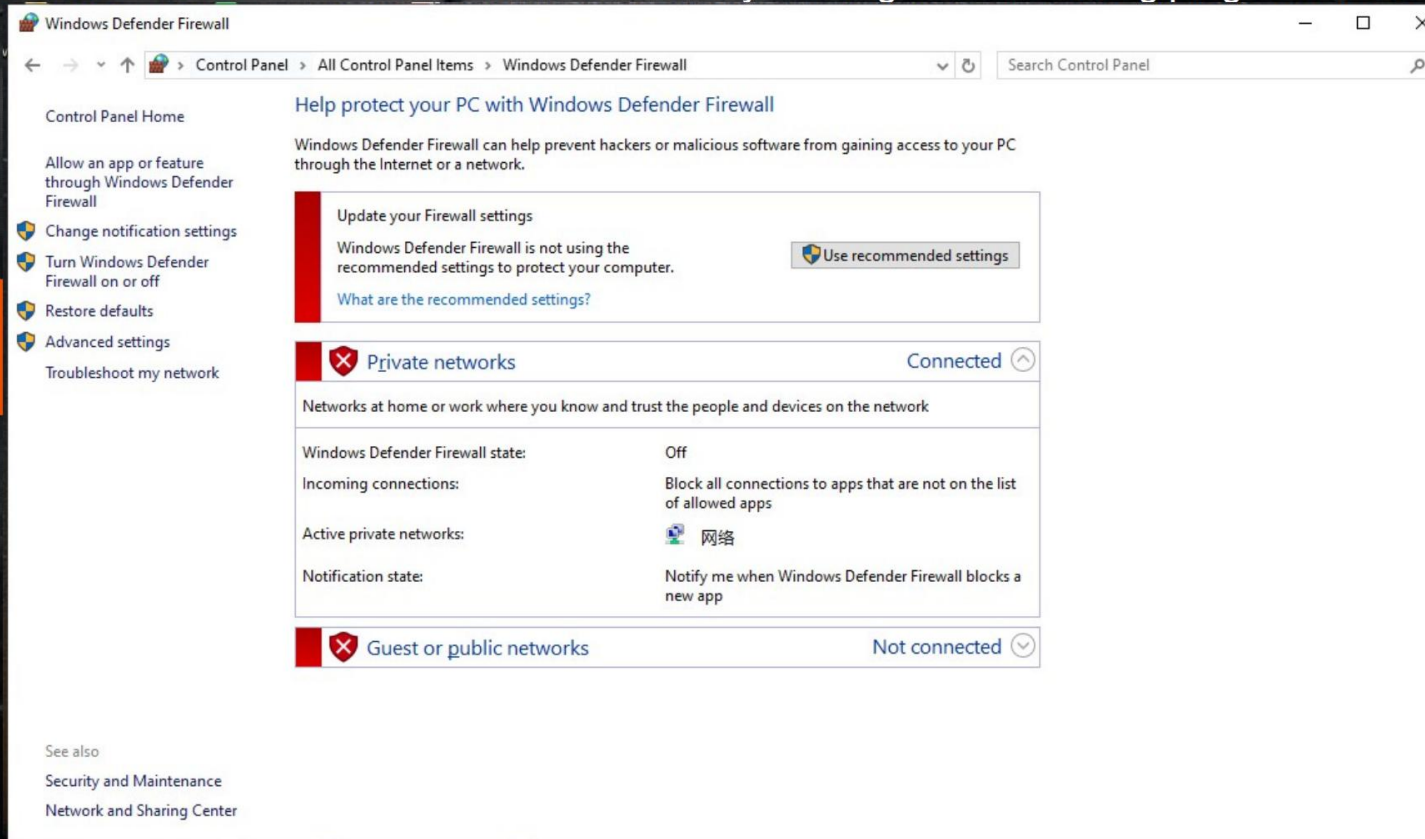 Windows Defender Firewall
Control Panel > All Control Panel Items > Windows Defender Firewall
Search Control Panel
Control Panel Home
Allow an app or feature
through Windows Defender
Firewall
Change notification settings
Turn Windows Defender
Firewall on or off
Restore defaults
Advanced settings
Troubleshoot my network
Help protect your PC with Windows Defender Firewall
Windows Defender Firewall can help prevent hackers or malicious software from gaining access to your PC
through the Internet or a network.
Update your Firewall settings
Windows Defender Firewall is not using the
recommended settings to protect your computer.
Use recommended settings
What are the recommended settings?
Private networks
Connected
Networks at home or work where you know and trust the people and devices on the network
Windows Defender Firewall state:
Off
Incoming connections:
Block all connections to apps that are not on the list
of allowed apps
Active private networks:
网络
Notification state:
Notify me when Windows Defender Firewall blocks a
new app
Guest or public networks
Not connected
See also
Security and Maintenance
Network and Sharing Center